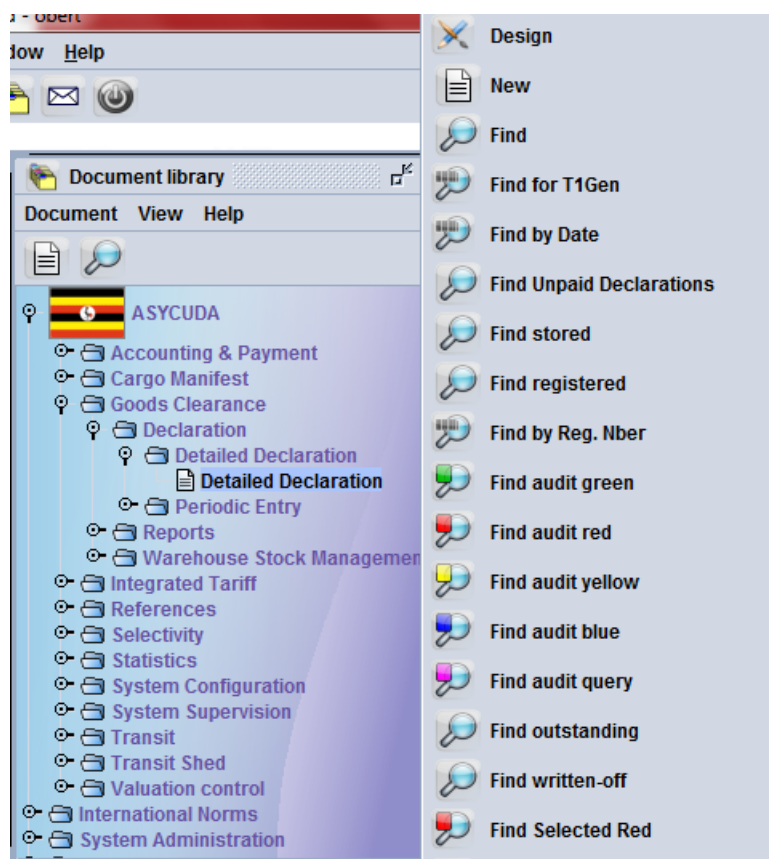 obert
Help
Document library
Document View Help
ASYCUDA
Accounting & Payment
Cargo Manifest
Goods Clearance
Declaration
Detailed Declaration
Detailed Declaration
Periodic Entry
Reports
Warehouse Stock Managemen
Integrated Tariff
References
Selectivity
Statistics
System Configuration
System Supervision
Transit
Transit Shed
Valuation control
International Norms
System Administration
Design
New
Find
Find for T1Gen
Find by Date
Find Unpaid Declarations
Find stored
Find registered
Find by Reg. Nber
Find audit green
Find audit red
Find audit yellow
Find audit blue
Find audit query
Find outstanding
Find written-off
Find Selected Red